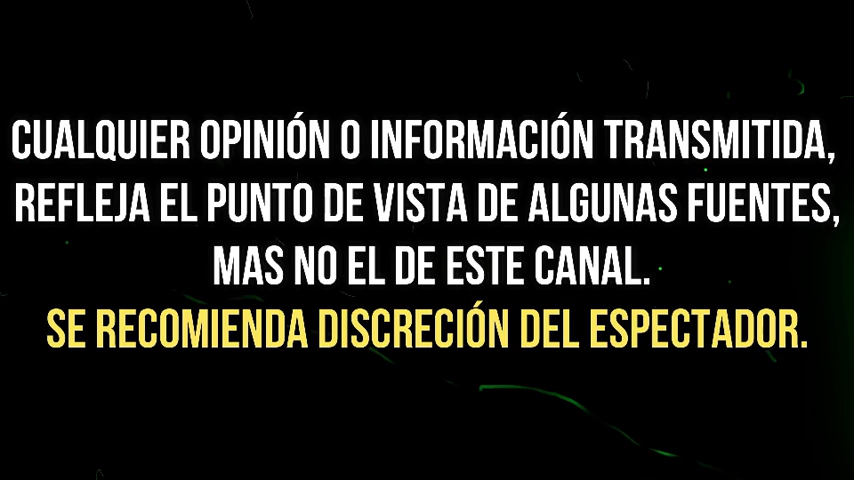 CUALQUIER OPINIÓN O INFORMACIÓN TRANSMITIDA,
REFLEJA EL PUNTO DE VISTA DE ALGUNAS FUENTES,
MAS NO EL DE ESTE CANAL.
SE RECOMIENDA DISCRECIÓN DEL ESPECTADOR.